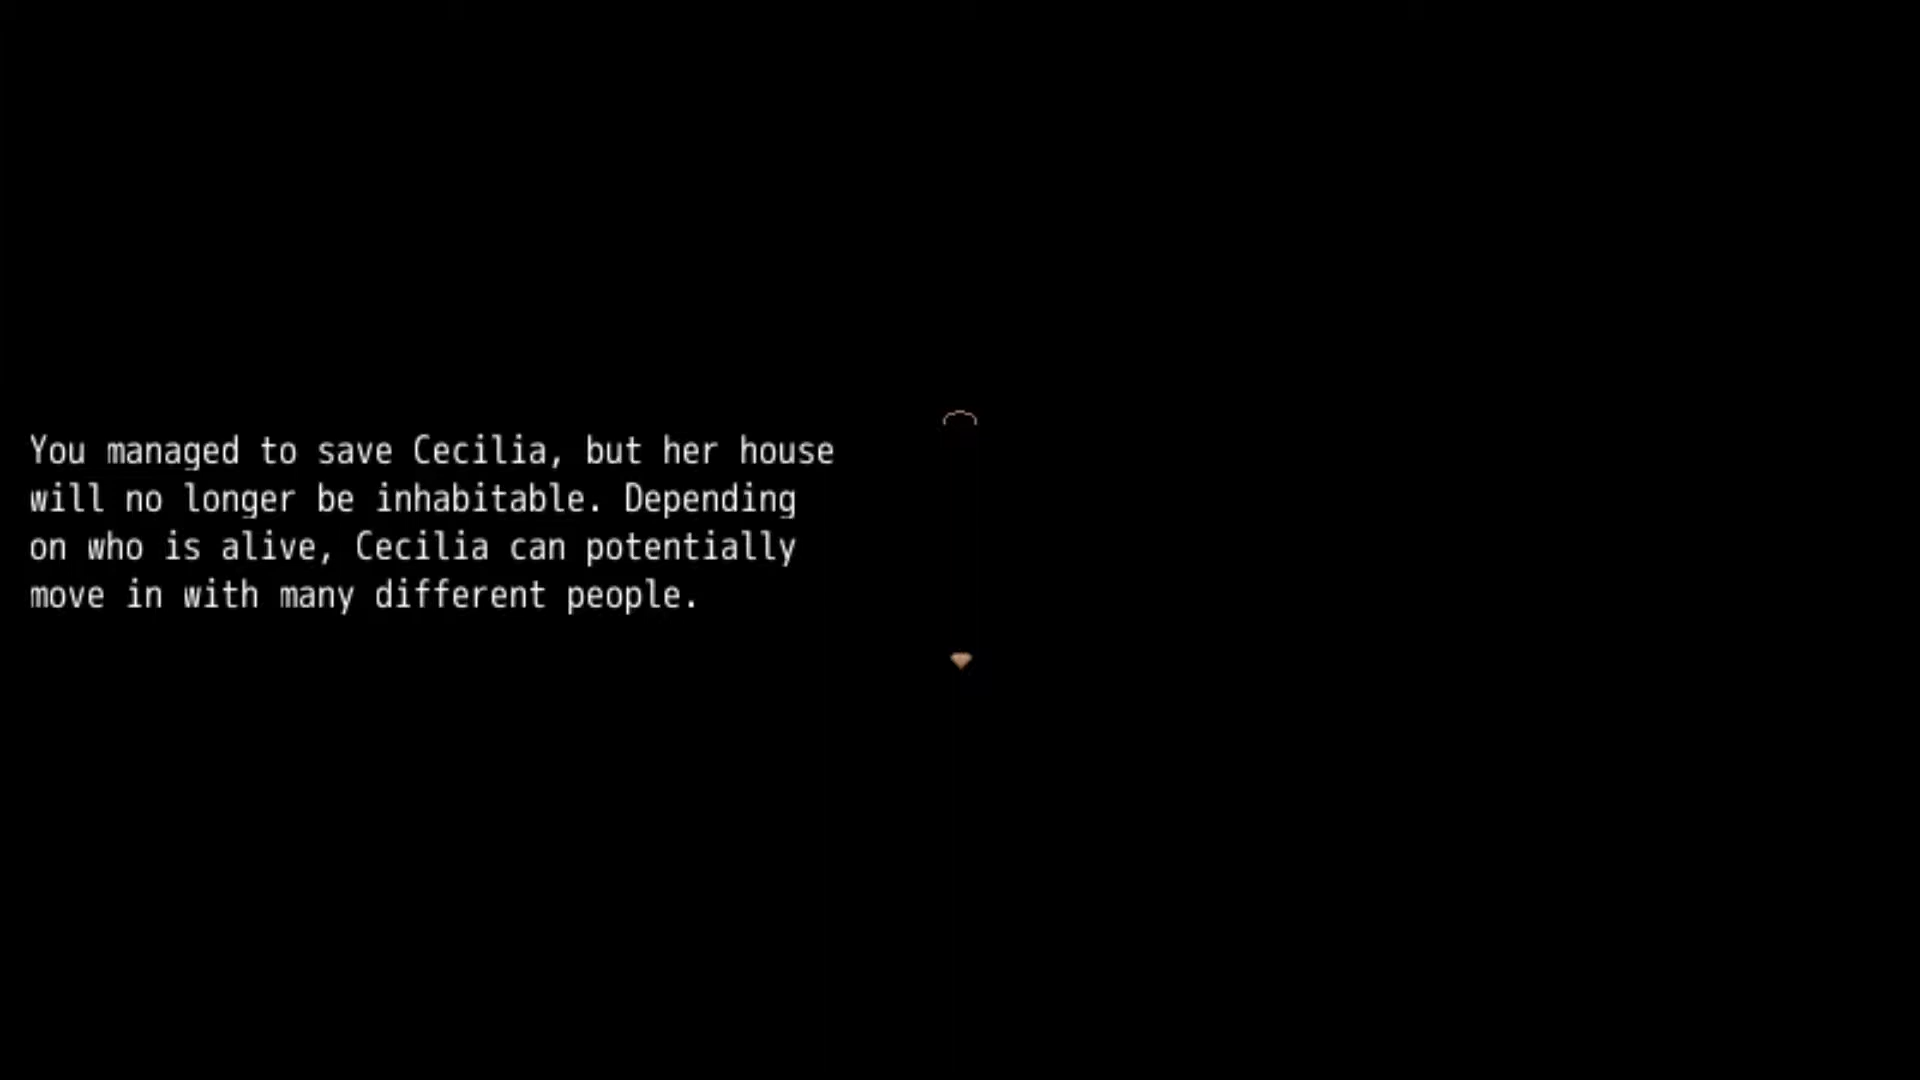 You managed to save Cecilia, but her house
will no longer be inhabitable. Depending
on who is alive, Cecilia can potentially
move in with many different people.